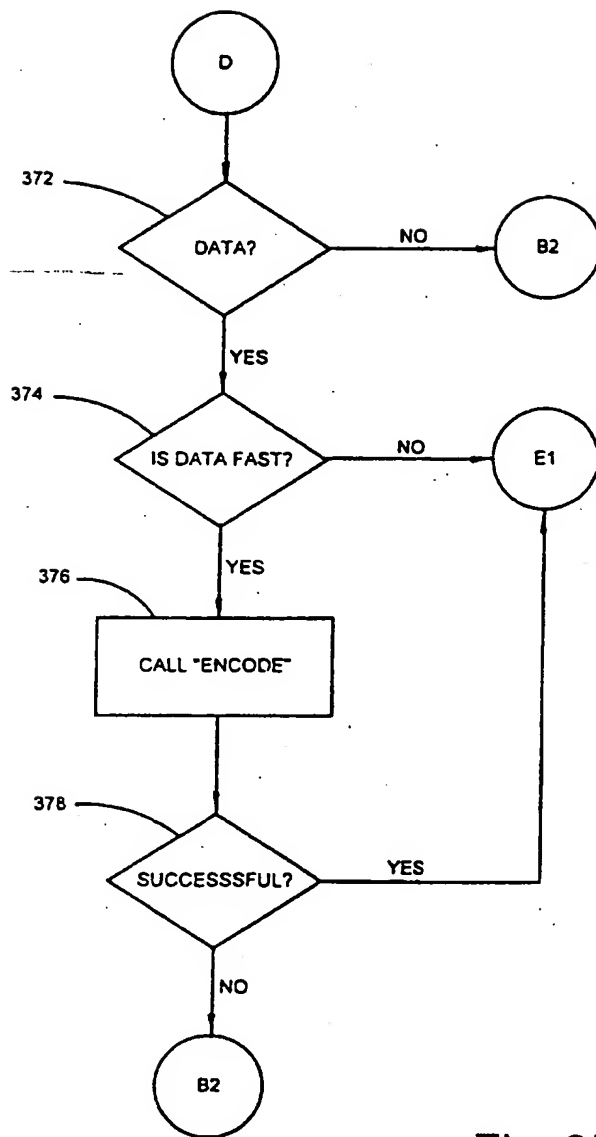 D
372
DATA?
NO
B2
YES
374
IS DATA FAST?
NO
E1
YES
376
CALL "ENCODE"
378
SUCCESSSFUL?
YES
NO
B2